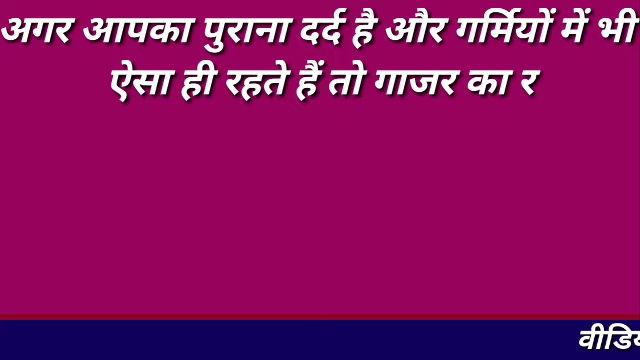 अगर आपका पुराना दर्द है और गर्मियों में भी
ऐसा ही रहते हैं तो गाजर का र